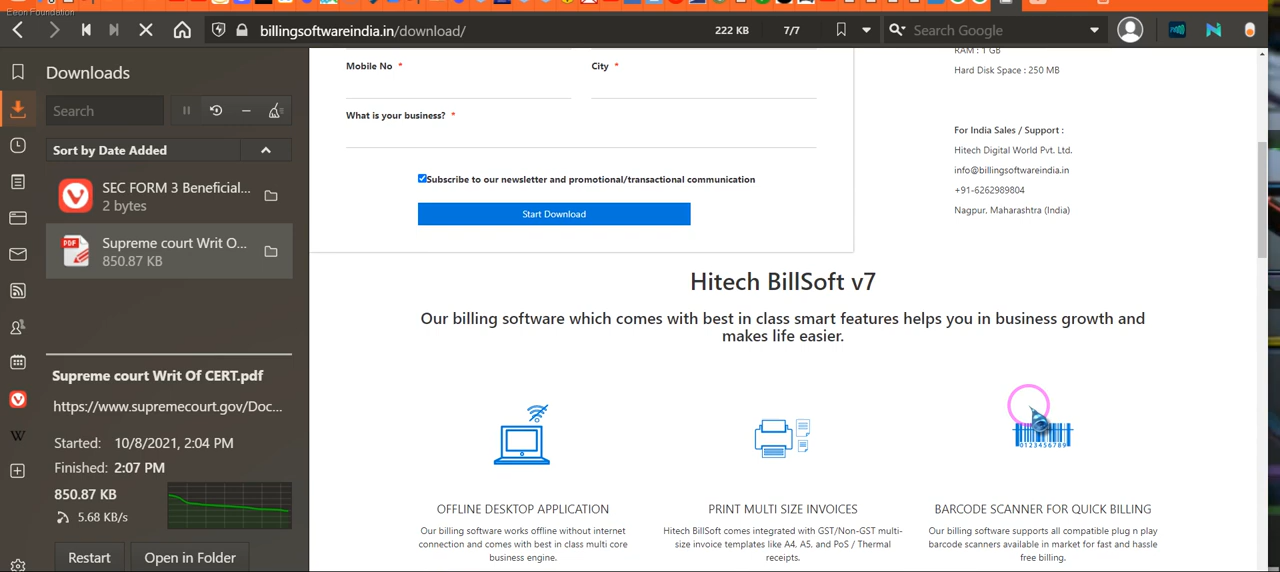 Eeon Foundation
billingsoftwareindia.in/download/
222 KB
7/7
Search Google
Downloads
Search
Sort by Date Added
SEC FORM 3 Beneficial...
2 bytes
Supreme court Writ O...
850.87 KB
Supreme court Writ Of CERT.pdf
https://www.supremecourt.gov/Doc...
Started: 10/8/2021, 2:04 PM
Finished: 2:07 PM
850.87 KB
5.68 KB/s
Restart
Open in Folder
Mobile No *
City *
What is your business? *
Subscribe to our newsletter and promotional/transactional communication
Start Download
RAM : 1 GB
Hard Disk Space : 250 MB
For India Sales / Support :
Hitech Digital World Pvt. Ltd.
info@billingsoftwareindia.in
+91-6262989804
Nagpur. Maharashtra (India)
Hitech BillSoft v7
Our billing software which comes with best in class smart features helps you in business growth and
makes life easier.
0123456789
OFFLINE DESKTOP APPLICATION
Our billing software works offline without internet
connection and comes with best in class multi core
business engine.
PRINT MULTI SIZE INVOICES
Hitech BillSoft comes integrated with GST/Non-GST multi-
size invoice templates like A4, A5, and PoS / Thermal
receipts.
BARCODE SCANNER FOR QUICK BILLING
Our billing software supports all compatible plug n play
barcode scanners available in market for fast and hassle
free billing.
PDF
W